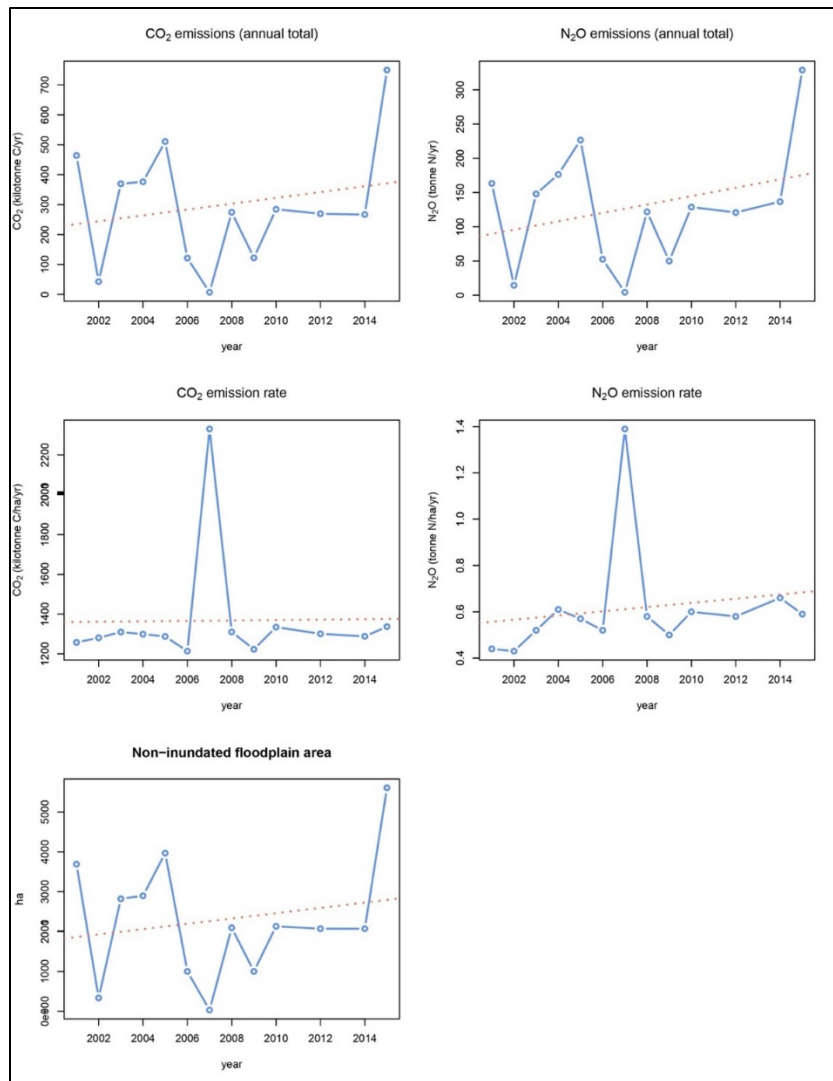 CO₂ emissions (annual total)
CO₂ (kilotonne C/yr)
0 100 200 300 400 500 600 700
2002 2004 2006 2008 2010 2012 2014
year
N₂O emissions (annual total)
N₂O (tonne N/yr)
0 50 100 150 200 250 300
2002 2004 2006 2008 2010 2012 2014
year
CO₂ emission rate
CO₂ (kilotonne C/ha/yr)
1200 1400 1600 1800 2000 2200
2002 2004 2006 2008 2010 2012 2014
year
N₂O emission rate
N₂O (tonne N/ha/yr)
0.4 0.6 0.8 1.0 1.2 1.4
2002 2004 2006 2008 2010 2012 2014
year
Non−inundated floodplain area
ha
1000 2000 3000 4000 5000
2002 2004 2006 2008 2010 2012 2014
year